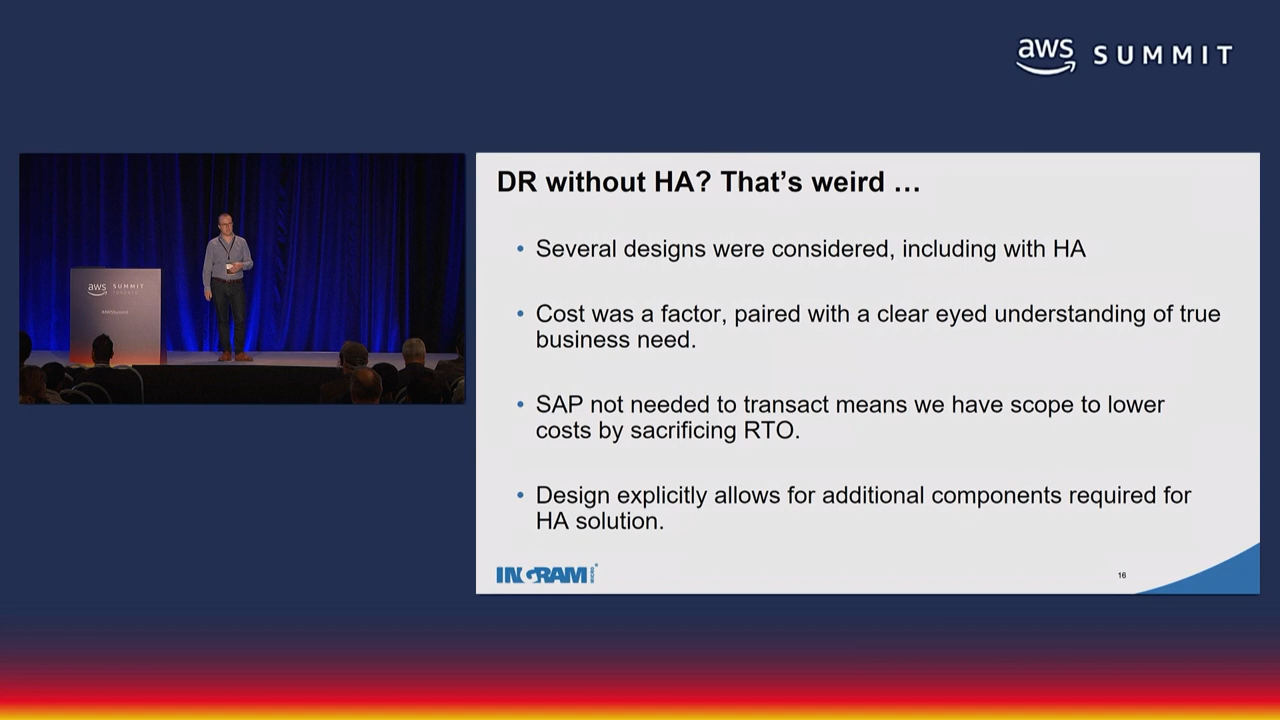 aws SUMMIT
aws SUMMIT
TORONTO
DR without HA? That's weird …
• Several designs were considered, including with HA
• Cost was a factor, paired with a clear eyed understanding of true
business need.
• SAP not needed to transact means we have scope to lower
costs by sacrificing RTO.
• Design explicitly allows for additional components required for
HA solution.
INGRAM MICRO
16